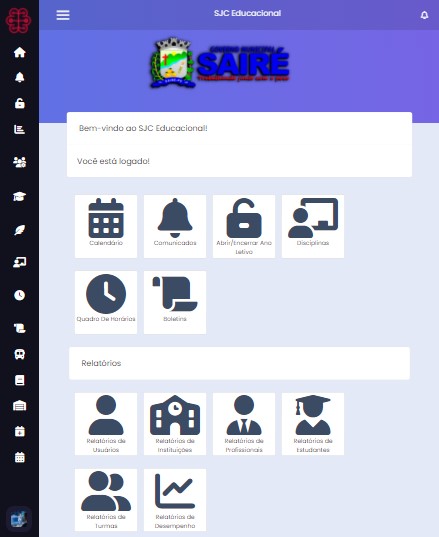 SJC Educacional
GOVERNO MUNICIPAL
SAIRÉ
Bem-vindo ao SJC Educacional!
Você está logado!
Calendário
Comunicados
Abrir/Encerrar Ano
Letivo
Disciplinas
Quadro De Horários
Boletins
Relatórios
Relatórios de
Usuários
Relatórios de
Instituições
Relatórios de
Profissionais
Relatórios de
Estudantes
Relatórios de
Turmas
Relatórios de
Desempenho